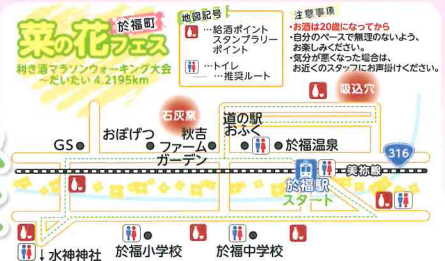 於福町
菜の花フェス
利き酒マラソンウォーキング大会
だいたい 4.2195km
地図記号
…給酒ポイント
スタンプラリー
ポイント
…トイレ
…推奨ルート
注意事項
・お酒は20歳になってから
・自分のペースで無理のないよう、
お楽しみください。
・気分が悪くなった場合は、
お近くのスタッフにお声掛けください。
吸込穴
石灰窯
道の駅
おふく
GS
おぼげつ
秋吉
ファーム
ガーデン
於福温泉
316
美祢線
於福駅
スタート
↓水神神社
於福小学校
於福中学校